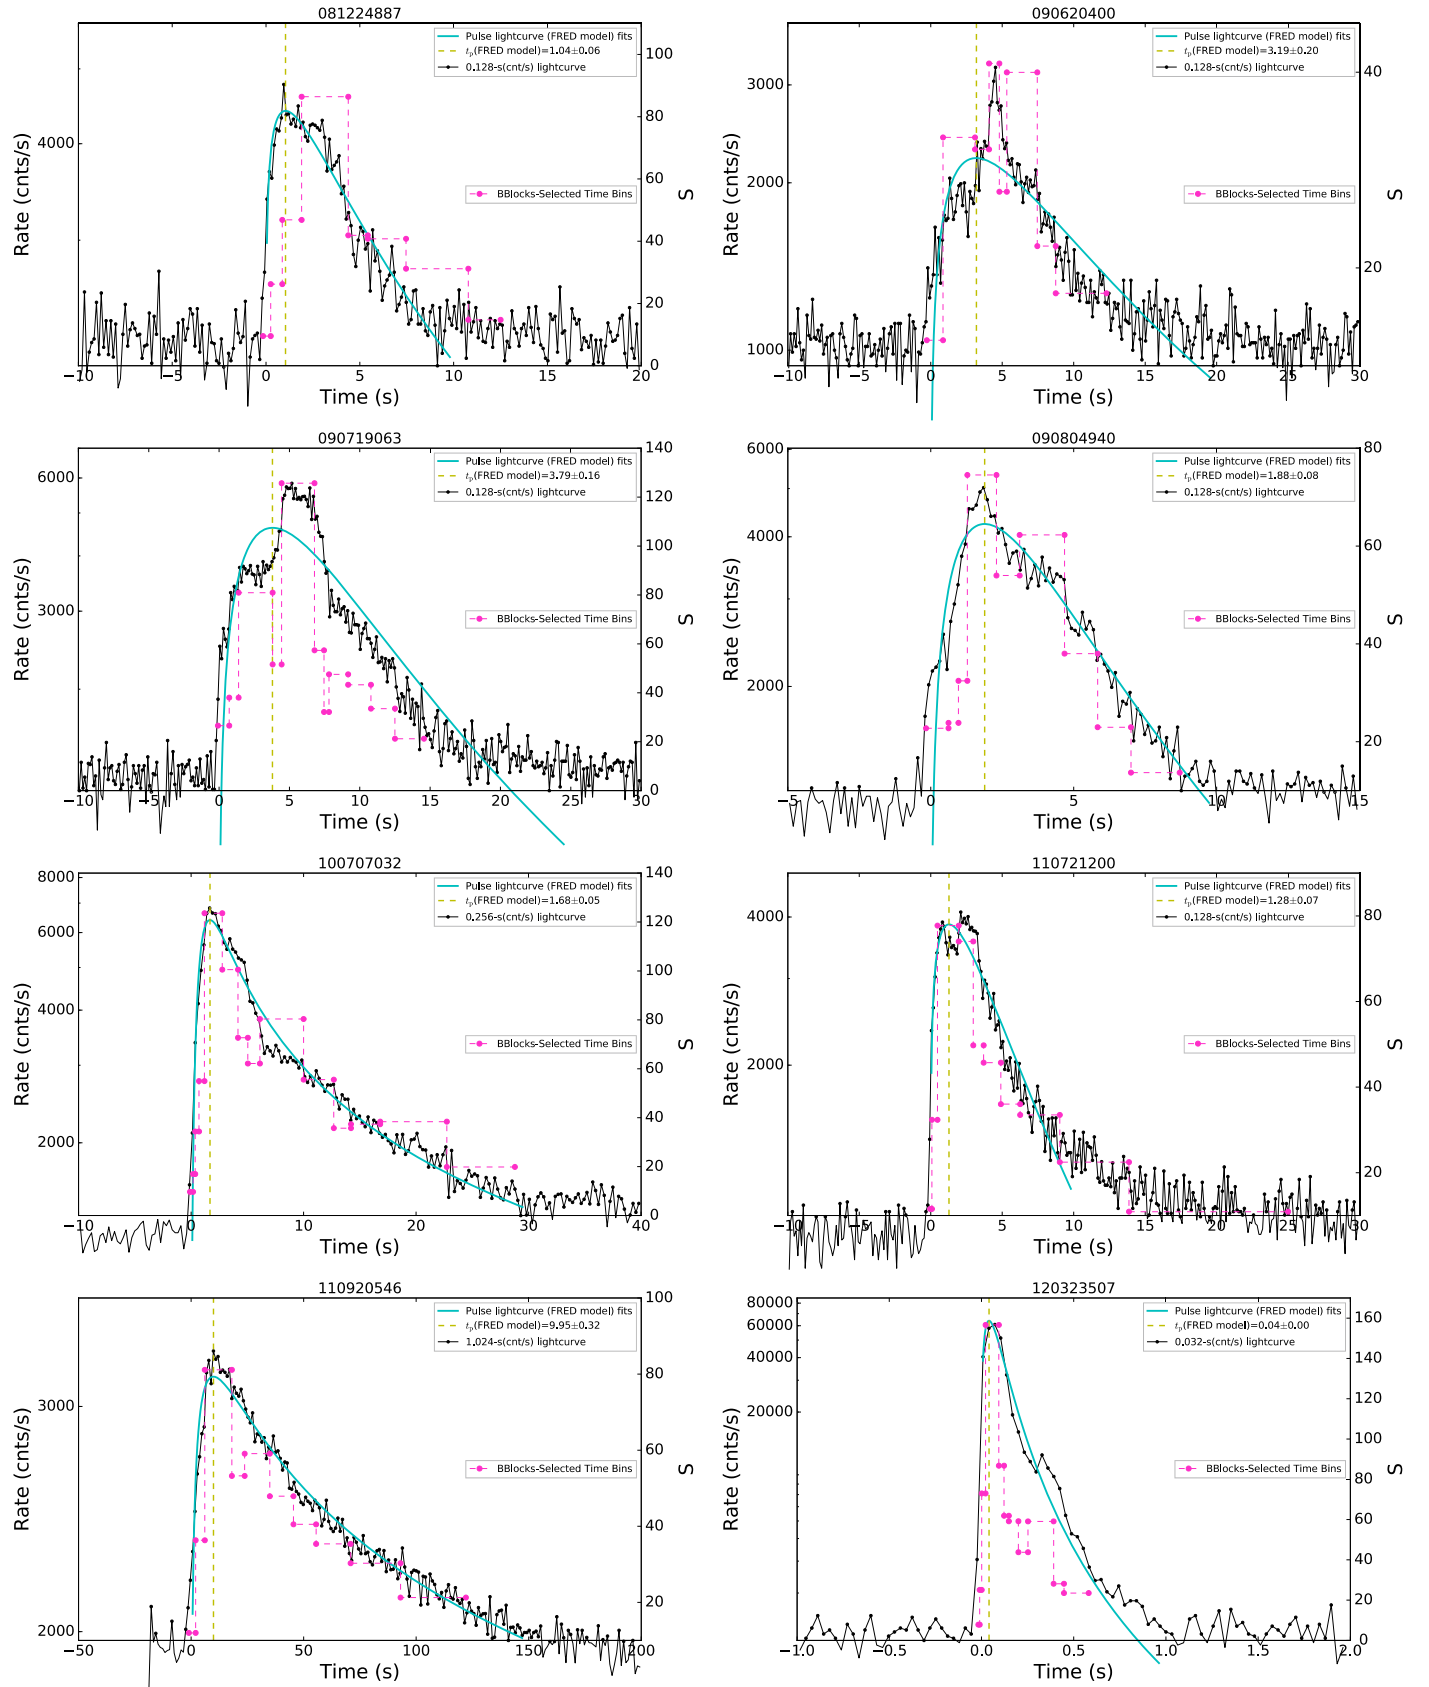 081224887
Pulse lightcurve (FRED model) fits
tp(FRED model)=1.04±0.06
0.128-s(cnt/s) lightcurve
BBlocks-Selected Time Bins
Rate (cnts/s)
4000
100
80
60
40
20
0
S
−10 −5 0 5 10 15 20
Time (s)
090620400
Pulse lightcurve (FRED model) fits
tp(FRED model)=3.19±0.20
0.128-s(cnt/s) lightcurve
BBlocks-Selected Time Bins
Rate (cnts/s)
3000
2000
1000
40
20
S
−10 −5 0 5 10 15 20 25 30
Time (s)
090719063
Pulse lightcurve (FRED model) fits
tp(FRED model)=3.79±0.16
0.128-s(cnt/s) lightcurve
BBlocks-Selected Time Bins
Rate (cnts/s)
6000
3000
140
120
100
80
60
40
20
0
S
−10 −5 0 5 10 15 20 25 30
Time (s)
090804940
Pulse lightcurve (FRED model) fits
tp(FRED model)=1.88±0.08
0.128-s(cnt/s) lightcurve
BBlocks-Selected Time Bins
Rate (cnts/s)
6000
4000
2000
80
60
40
20
S
−5 0 5 10 15
Time (s)
100707032
Pulse lightcurve (FRED model) fits
tp(FRED model)=1.68±0.05
0.256-s(cnt/s) lightcurve
BBlocks-Selected Time Bins
Rate (cnts/s)
8000
6000
4000
2000
140
120
100
80
60
40
20
0
S
−10 0 10 20 30 40
Time (s)
110721200
Pulse lightcurve (FRED model) fits
tp(FRED model)=1.28±0.07
0.128-s(cnt/s) lightcurve
BBlocks-Selected Time Bins
Rate (cnts/s)
4000
2000
80
60
40
20
S
−10 −5 0 5 10 15 20 25 30
Time (s)
110920546
Pulse lightcurve (FRED model) fits
tp(FRED model)=9.95±0.32
1.024-s(cnt/s) lightcurve
BBlocks-Selected Time Bins
Rate (cnts/s)
3000
2000
100
80
60
40
20
0
S
−50 0 50 100 150 200
Time (s)
120323507
Pulse lightcurve (FRED model) fits
tp(FRED model)=0.04±0.00
0.032-s(cnt/s) lightcurve
BBlocks-Selected Time Bins
Rate (cnts/s)
80000
60000
40000
20000
160
140
120
100
80
60
40
20
0
S
−1.0 −0.5 0.0 0.5 1.0 1.5 2.0
Time (s)